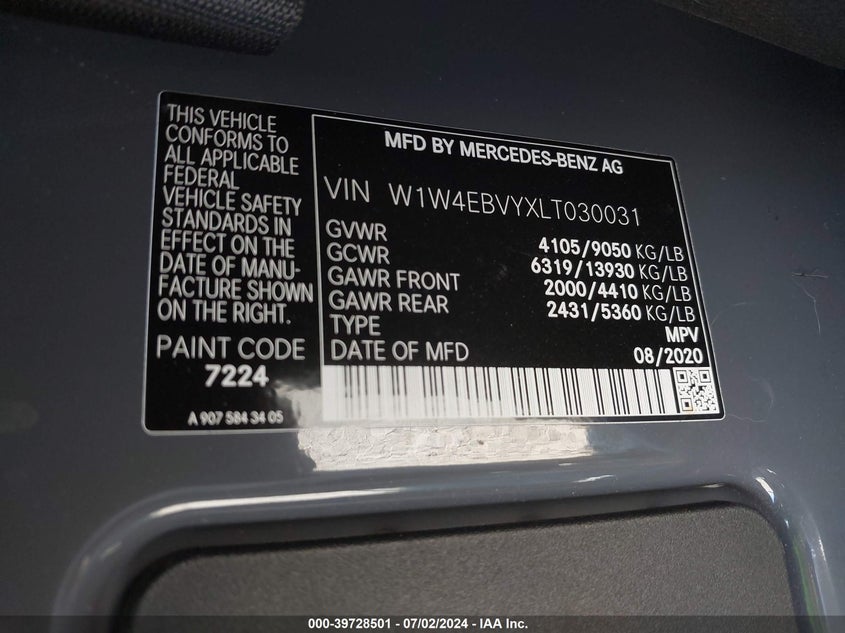 THIS VEHICLE
CONFORMS TO
ALL APPLICABLE
FEDERAL
VEHICLE SAFETY
STANDARDS IN
EFFECT ON THE
DATE OF MANU-
FACTURE SHOWN
ON THE RIGHT.
PAINT CODE
7224
A 907 584 34 05
MFD BY MERCEDES-BENZ AG
VIN W1W4EBVYXLT030031
GVWR 4105/9050 KG/LB
GCWR 6319/13930 KG/LB
GAWR FRONT 2000/4410 KG/LB
GAWR REAR 2431/5360 KG/LB
TYPE MPV
DATE OF MFD 08/2020
000-39728501 - 07/02/2024 - IAA Inc.